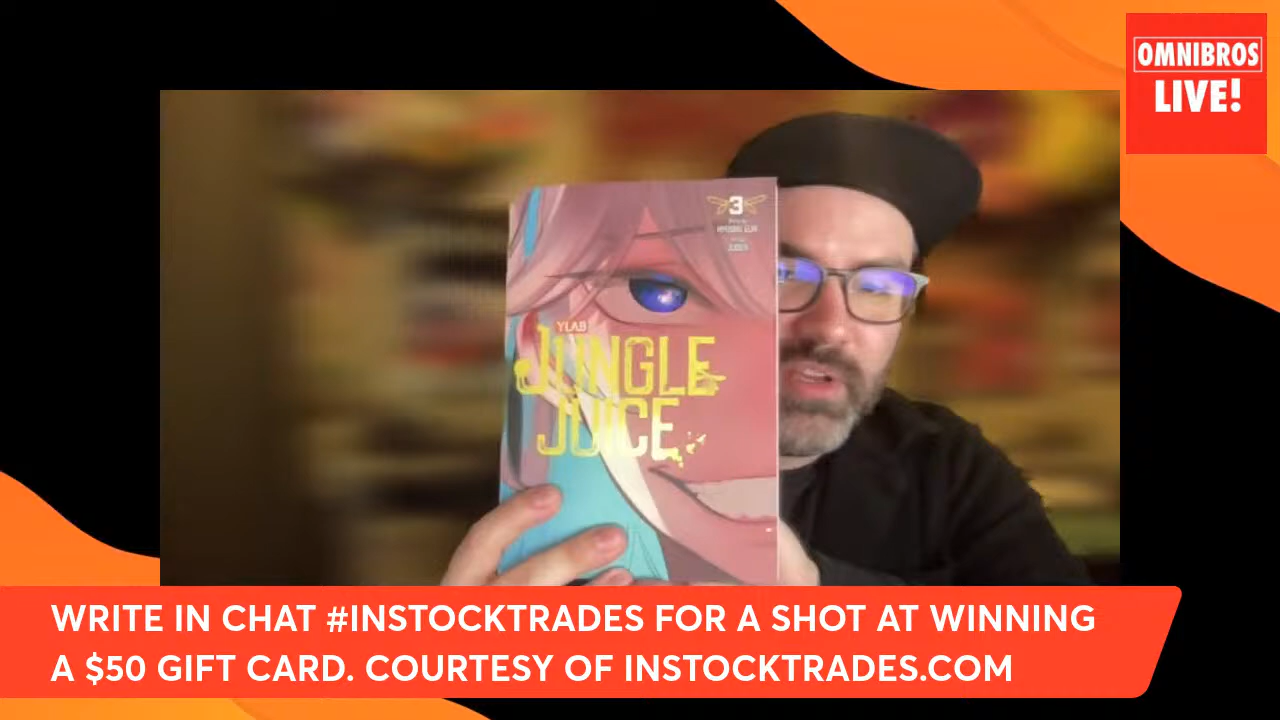 OMNIBROS
LIVE!
3
YLAB
JUNGLE
JUICE
WRITE IN CHAT #INSTOCKTRADES FOR A SHOT AT WINNING
A $50 GIFT CARD. COURTESY OF INSTOCKTRADES.COM